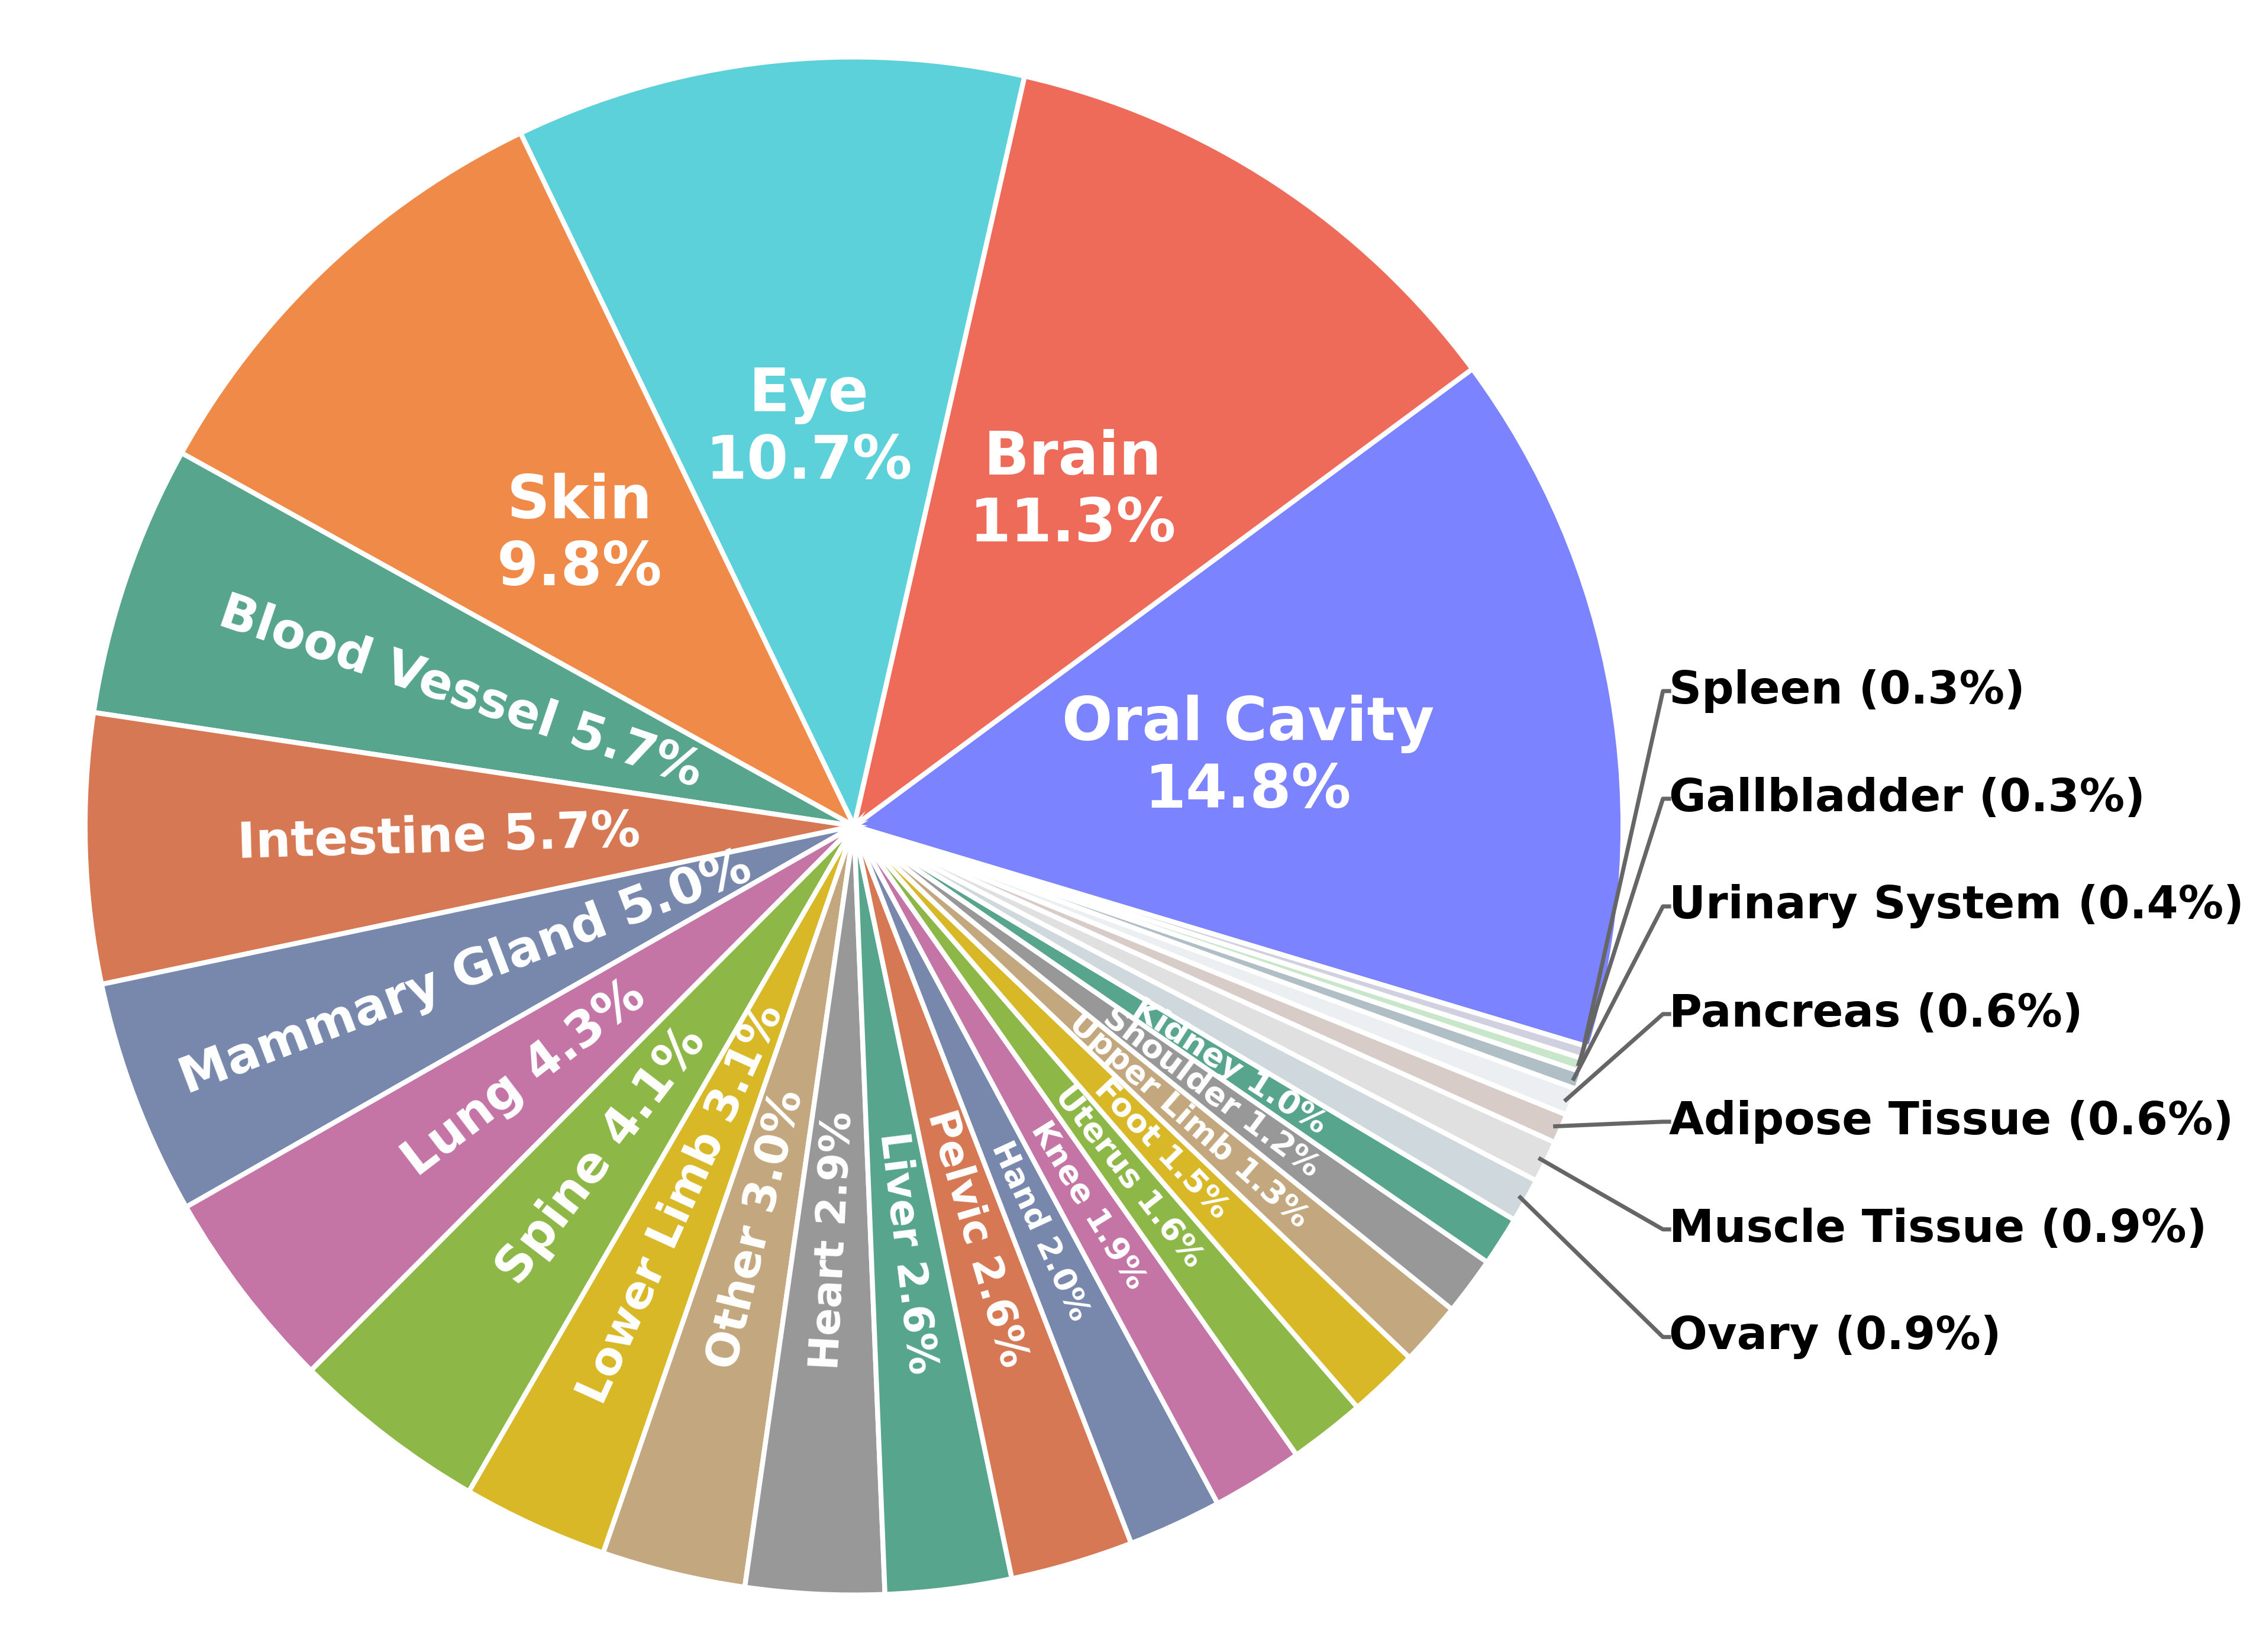 Eye
10.7%
Brain
11.3%
Skin
9.8%
Oral Cavity
14.8%
Blood Vessel 5.7%
Intestine 5.7%
Mammary Gland 5.0%
Lung 4.3%
Spine 4.1%
Lower Limb 3.1%
Other 3.0%
Heart 2.9%
Liver 2.6%
Pelvic 2.6%
Hand 2.0%
Knee 1.9%
Uterus 1.6%
Foot 1.5%
Upper Limb 1.3%
Shoulder 1.2%
Kidney 1.0%
Spleen (0.3%)
Gallbladder (0.3%)
Urinary System (0.4%)
Pancreas (0.6%)
Adipose Tissue (0.6%)
Muscle Tissue (0.9%)
Ovary (0.9%)